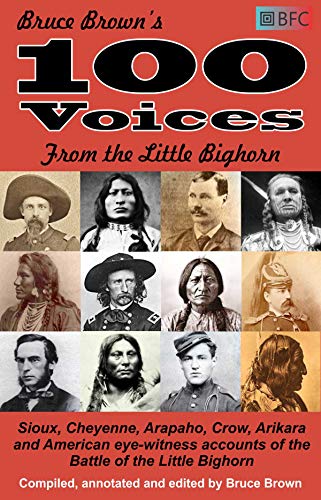 BFC
Bruce Brown's
100
Voices
From the Little Bighorn
Sioux, Cheyenne, Arapaho, Crow, Arikara
and American eye-witness accounts of the
Battle of the Little Bighorn
Compiled, annotated and edited by Bruce Brown